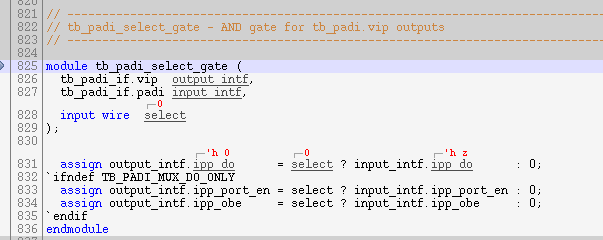 820
821 // ------------------------------------------------------------
822 // tb_padi_select_gate - AND gate for tb_padi.vip outputs
823 // ------------------------------------------------------------
824
825 module tb_padi_select_gate (
826 tb_padi_if.vip output_intf,
827 tb_padi_if.padi input_intf,
0
828 input wire select
829 );
830
'h 0 0 'h z
831 assign output_intf.ipp_do = select ? input_intf.ipp_do : 0;
832 `ifndef TB_PADI_MUX_DO_ONLY
833 assign output_intf.ipp_port_en = select ? input_intf.ipp_port_en : 0;
834 assign output_intf.ipp_obe = select ? input_intf.ipp_obe : 0;
835 `endif
836 endmodule